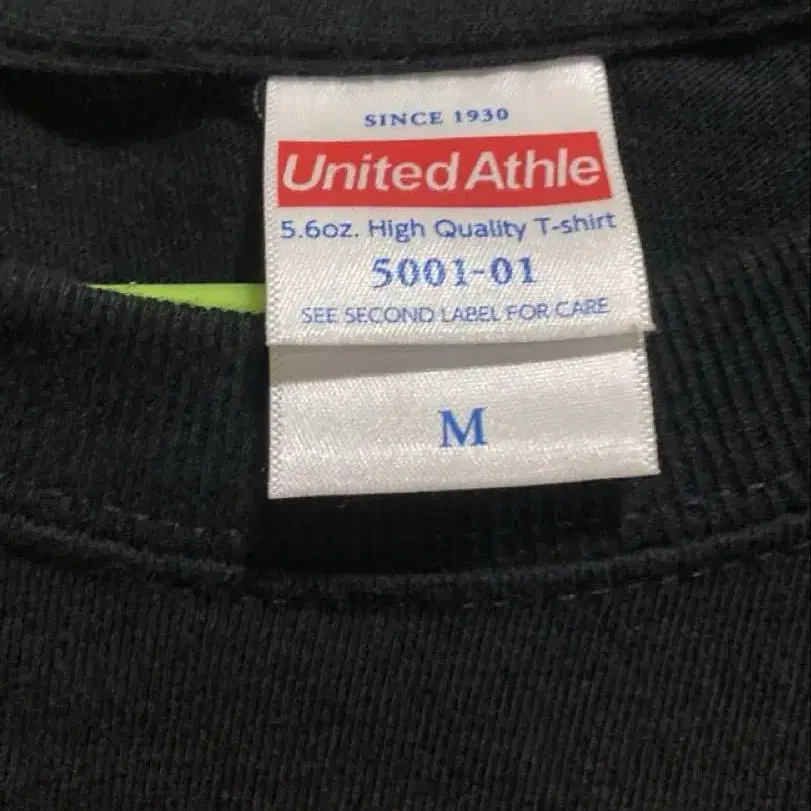 SINCE 1930
United Athle
5.6oz. High Quality T-shirt
5001-01
SEE SECOND LABEL FOR CARE
M